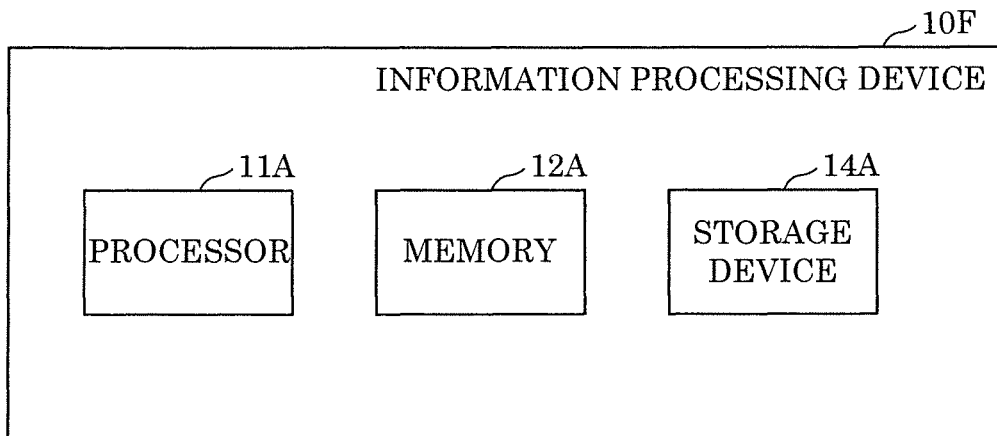 10F
INFORMATION PROCESSING DEVICE
11A
12A
14A
PROCESSOR
MEMORY
STORAGE
DEVICE